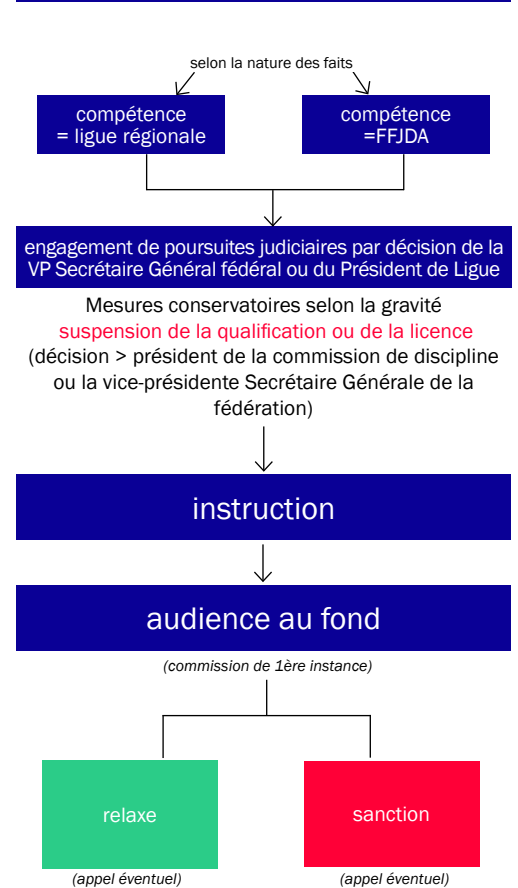 selon la nature des faits
compétence
= ligue régionale
compétence
=FFJDA
engagement de poursuites judiciaires par décision de la
VP Secrétaire Général fédéral ou du Président de Ligue
Mesures conservatoires selon la gravité
suspension de la qualification ou de la licence
(décision > président de la commission de discipline
ou la vice-présidente Secrétaire Générale de la
fédération)
instruction
audience au fond
(commission de 1ère instance)
relaxe
sanction
(appel éventuel)
(appel éventuel)